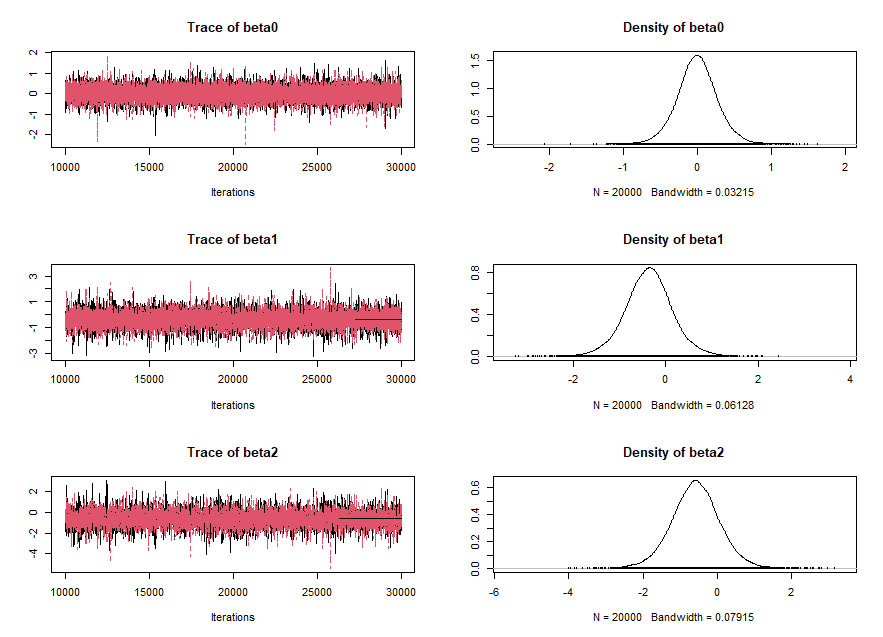 Trace of beta0
2
1
0
-1
-2
10000 15000 20000 25000 30000
Iterations
Density of beta0
1.5
1.0
0.5
0.0
-2 -1 0 1 2
N = 20000 Bandwidth = 0.03215
Trace of beta1
3
1
-1
-3
10000 15000 20000 25000 30000
Iterations
Density of beta1
0.8
0.4
0.0
-2 0 2 4
N = 20000 Bandwidth = 0.06128
Trace of beta2
2
0
-2
-4
10000 15000 20000 25000 30000
Iterations
Density of beta2
0.6
0.4
0.2
0.0
-6 -4 -2 0 2
N = 20000 Bandwidth = 0.07915